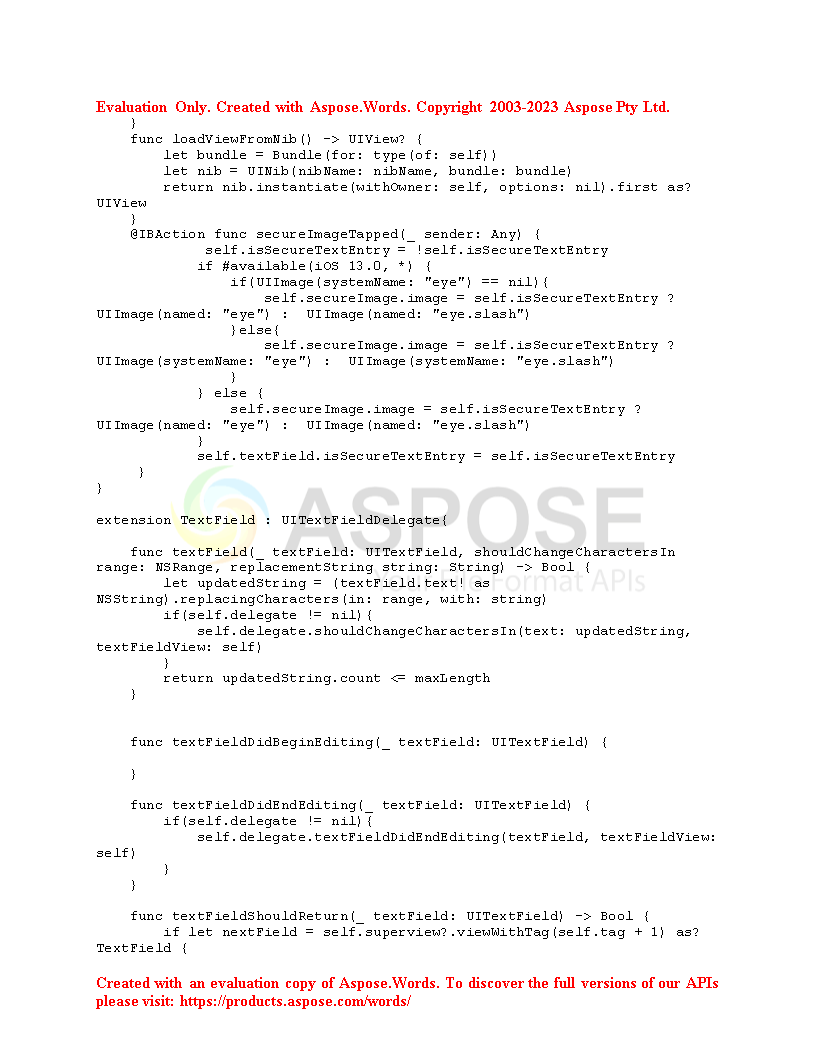 Evaluation Only. Created with Aspose.Words. Copyright 2003-2023 Aspose Pty Ltd.
    }
    func loadViewFromNib() -> UIView? {
        let bundle = Bundle(for: type(of: self))
        let nib = UINib(nibName: nibName, bundle: bundle)
        return nib.instantiate(withOwner: self, options: nil).first as?
UIView
    }
    @IBAction func secureImageTapped(_ sender: Any) {
             self.isSecureTextEntry = !self.isSecureTextEntry
            if #available(iOS 13.0, *) {
                if(UIImage(systemName: "eye") == nil){
                    self.secureImage.image = self.isSecureTextEntry ?
UIImage(named: "eye") :  UIImage(named: "eye.slash")
                }else{
                    self.secureImage.image = self.isSecureTextEntry ?
UIImage(systemName: "eye") :  UIImage(systemName: "eye.slash")
                }
            } else {
                self.secureImage.image = self.isSecureTextEntry ?
UIImage(named: "eye") :  UIImage(named: "eye.slash")
            }
            self.textField.isSecureTextEntry = self.isSecureTextEntry
     }
}
ASPOSE
extension TextField : UITextFieldDelegate{
    func textField(_ textField: UITextField, shouldChangeCharactersIn
range: NSRange, replacementString string: String) -> Bool {
        let updatedString = (textField.text! as
File Format APIs
NSString).replacingCharacters(in: range, with: string)
        if(self.delegate != nil){
            self.delegate.shouldChangeCharactersIn(text: updatedString,
textFieldView: self)
        }
        return updatedString.count <= maxLength
    }
    func textFieldDidBeginEditing(_ textField: UITextField) {
    }
    func textFieldDidEndEditing(_ textField: UITextField) {
        if(self.delegate != nil){
            self.delegate.textFieldDidEndEditing(textField, textFieldView:
self)
        }
    }
    func textFieldShouldReturn(_ textField: UITextField) -> Bool {
        if let nextField = self.superview?.viewWithTag(self.tag + 1) as?
TextField {
Created with an evaluation copy of Aspose.Words. To discover the full versions of our APIs
please visit: https://products.aspose.com/words/